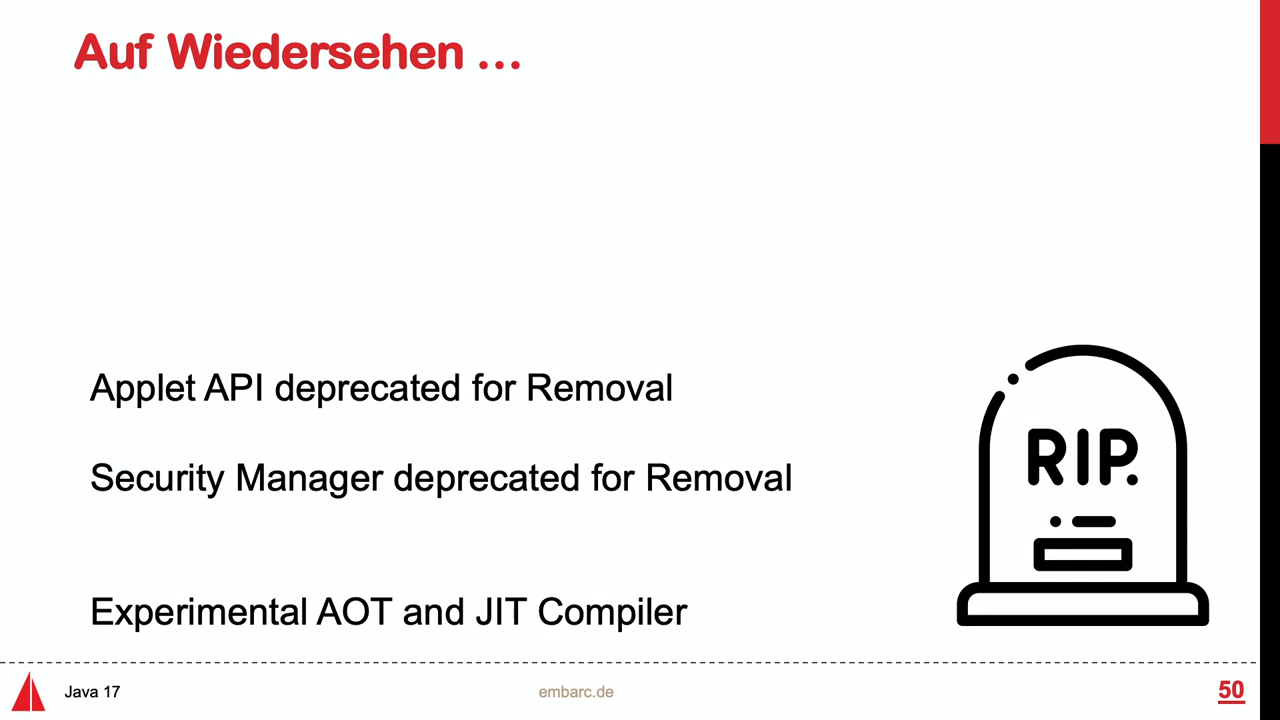 Auf Wiedersehen …
Applet API deprecated for Removal
Security Manager deprecated for Removal
Experimental AOT and JIT Compiler
RIP.
Java 17
embarc.de
50